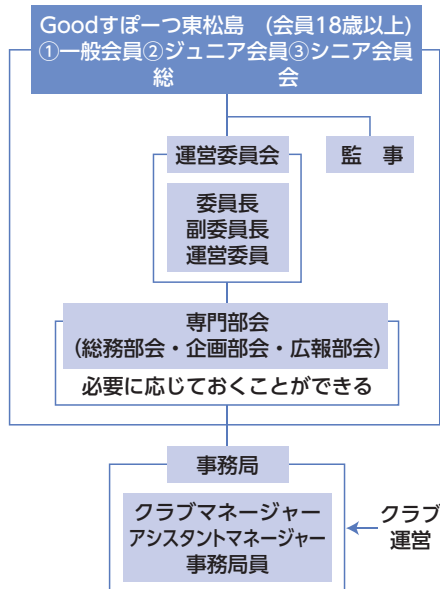 Goodすぽーつ東松島　(会員18歳以上)
①一般会員②ジュニア会員③シニア会員
総　　　　会
運営委員会
監　事
委員長
副委員長
運営委員
専門部会
(総務部会・企画部会・広報部会)
必要に応じておくことができる
事務局
クラブマネージャー
アシスタントマネージャー
事務局員
クラブ
運営